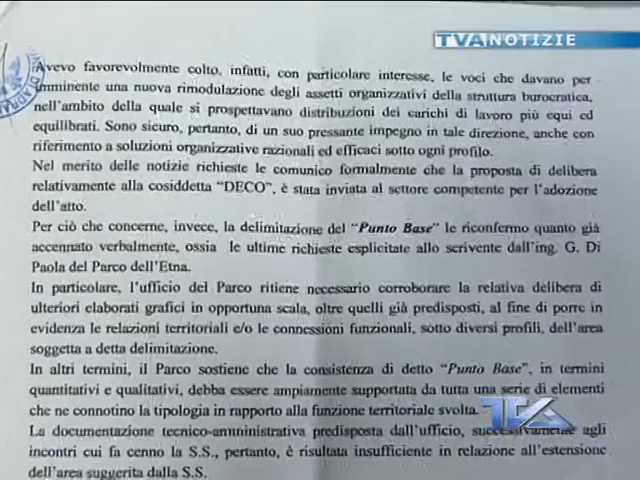 TVA NOTIZIE
Avevo favorevolmente colto, infatti, con particolare interesse, le voci che davano per
imminente una nuova rimodulazione degli assetti organizzativi della struttura burocratica,
nell'ambito della quale si prospettavano distribuzioni dei carichi di lavoro più equi ed
equilibrati. Sono sicuro, pertanto, di un suo pressante impegno in tale direzione, anche con
riferimento a soluzioni organizzative razionali ed efficaci sotto ogni profilo.
Nel merito delle notizie richieste le comunico formalmente che la proposta di delibera
relativamente alla cosiddetta "DECO", è stata inviata al settore competente per l'adozione
dell'atto.
Per ciò che concerne, invece, la delimitazione del "Punto Base" le riconfermo quanto già
accennato verbalmente, ossia le ultime richieste esplicitate allo scrivente dall'ing. G. Di
Paola del Parco dell'Etna.
In particolare, l'ufficio del Parco ritiene necessario corroborare la relativa delibera di
ulteriori elaborati grafici in opportuna scala, oltre quelli già predisposti, al fine di porre in
evidenza le relazioni territoriali e/o le connessioni funzionali, sotto diversi profili, dell'area
soggetta a detta delimitazione.
In altri termini, il Parco sostiene che la consistenza di detto "Punto Base", in termini
quantitativi e qualitativi, debba essere ampiamente supportata da tutta una serie di elementi
che ne connotino la tipologia in rapporto alla funzione territoriale svolta.
TVA
La documentazione tecnico-amministrativa predisposta dall'ufficio, successivamente agli
incontri cui fa cenno la S.S., pertanto, è risultata insufficiente in relazione all'estensione
dell'area suggerita dalla S.S.